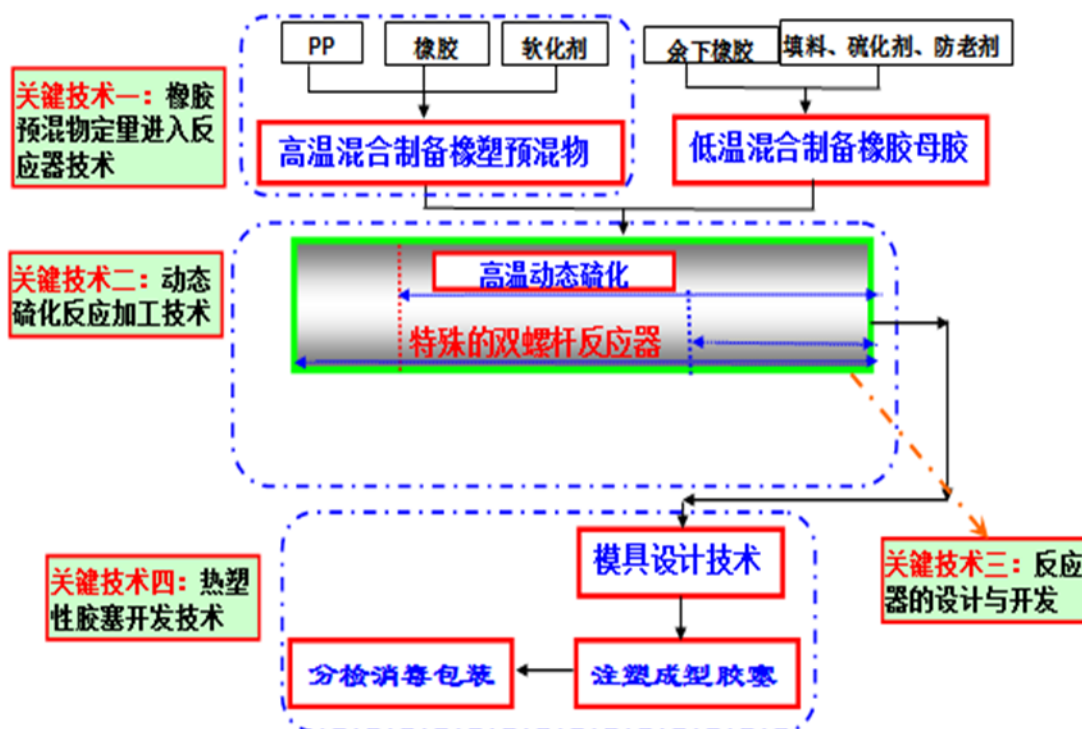 PP
橡胶
软化剂
余下橡胶
填料、硫化剂、防老剂
关键技术一：橡胶
预混物定量进入反
应器技术
高温混合制备橡塑预混物
低温混合制备橡胶母胶
关键技术二：动态
硫化反应加工技术
高温动态硫化
特殊的双螺杆反应器
模具设计技术
关键技术三：反应
器的设计与开发
关键技术四：热塑
性胶塞开发技术
分检消毒包装
注塑成型胶塞